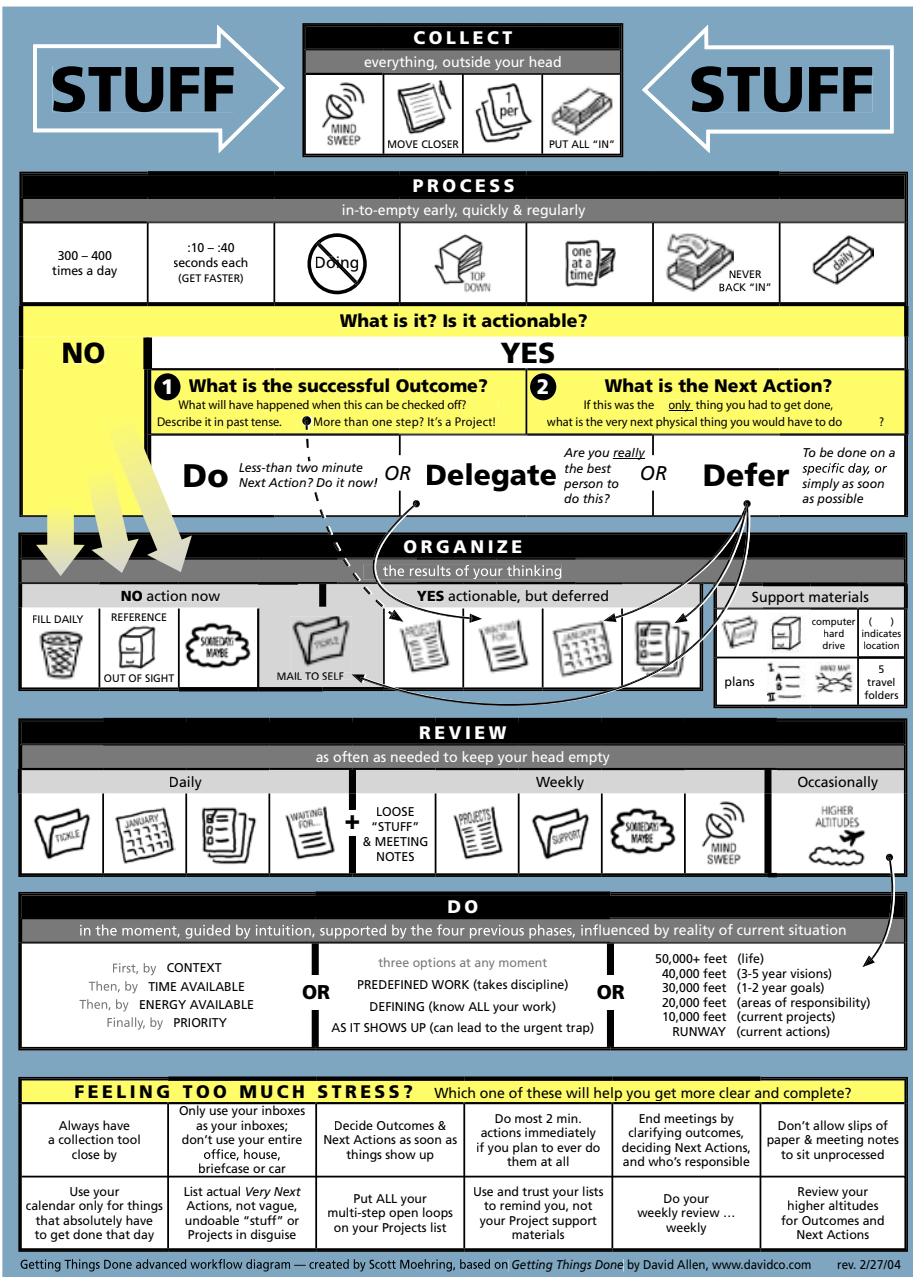 STUFF
COLLECT
everything, outside your head
MIND
SWEEP
MOVE CLOSER
1
per
PUT ALL “IN”
STUFF
PROCESS
in-to-empty early, quickly & regularly
300 – 400
times a day
:10 – :40
seconds each
(GET FASTER)
Doing
TOP
DOWN
one
at a
time
NEVER
BACK “IN”
daily
What is it? Is it actionable?
NO
YES
1 What is the successful Outcome?
What will have happened when this can be checked off?
Describe it in past tense. More than one step? It’s a Project!
2 What is the Next Action?
If this was the only thing you had to get done,
what is the very next physical thing you would have to do ?
Do
Less-than two minute
Next Action? Do it now!
OR
Delegate
Are you really
the best
person to
do this?
OR
Defer
To be done on a
specific day, or
simply as soon
as possible
ORGANIZE
the results of your thinking
NO action now
YES actionable, but deferred
FILL DAILY
REFERENCE
OUT OF SIGHT
SOMEDAY
MAYBE
TICKLE
MAIL TO SELF
PROJECTS
WAITING
FOR...
JANUARY
Support materials
computer
hard
drive
( )
indicates
location
plans
I
A
B
II
MIND MAP
5
travel
folders
REVIEW
as often as needed to keep your head empty
Daily
Weekly
Occasionally
TICKLE
JANUARY
WAITING
FOR...
+
LOOSE
“STUFF”
& MEETING
NOTES
PROJECTS
SUPPORT
SOMEDAY
MAYBE
MIND
SWEEP
HIGHER
ALTITUDES
DO
in the moment, guided by intuition, supported by the four previous phases, influenced by reality of current situation
First, by CONTEXT
Then, by TIME AVAILABLE
Then, by ENERGY AVAILABLE
Finally, by PRIORITY
OR
three options at any moment
PREDEFINED WORK (takes discipline)
DEFINING (know ALL your work)
AS IT SHOWS UP (can lead to the urgent trap)
OR
50,000+ feet (life)
40,000 feet (3-5 year visions)
30,000 feet (1-2 year goals)
20,000 feet (areas of responsibility)
10,000 feet (current projects)
RUNWAY (current actions)
FEELING TOO MUCH STRESS? Which one of these will help you get more clear and complete?
Always have
a collection tool
close by
Only use your inboxes
as your inboxes;
don’t use your entire
office, house,
briefcase or car
Decide Outcomes &
Next Actions as soon as
things show up
Do most 2 min.
actions immediately
if you plan to ever do
them at all
End meetings by
clarifying outcomes,
deciding Next Actions,
and who’s responsible
Don’t allow slips of
paper & meeting notes
to sit unprocessed
Use your
calendar only for things
that absolutely have
to get done that day
List actual Very Next
Actions, not vague,
undoable “stuff” or
Projects in disguise
Put ALL your
multi-step open loops
on your Projects list
Use and trust your lists
to remind you, not
your Project support
materials
Do your
weekly review ...
weekly
Review your
higher altitudes
for Outcomes and
Next Actions
Getting Things Done advanced workflow diagram — created by Scott Moehring, based on Getting Things Done by David Allen, www.davidco.com rev. 2/27/04